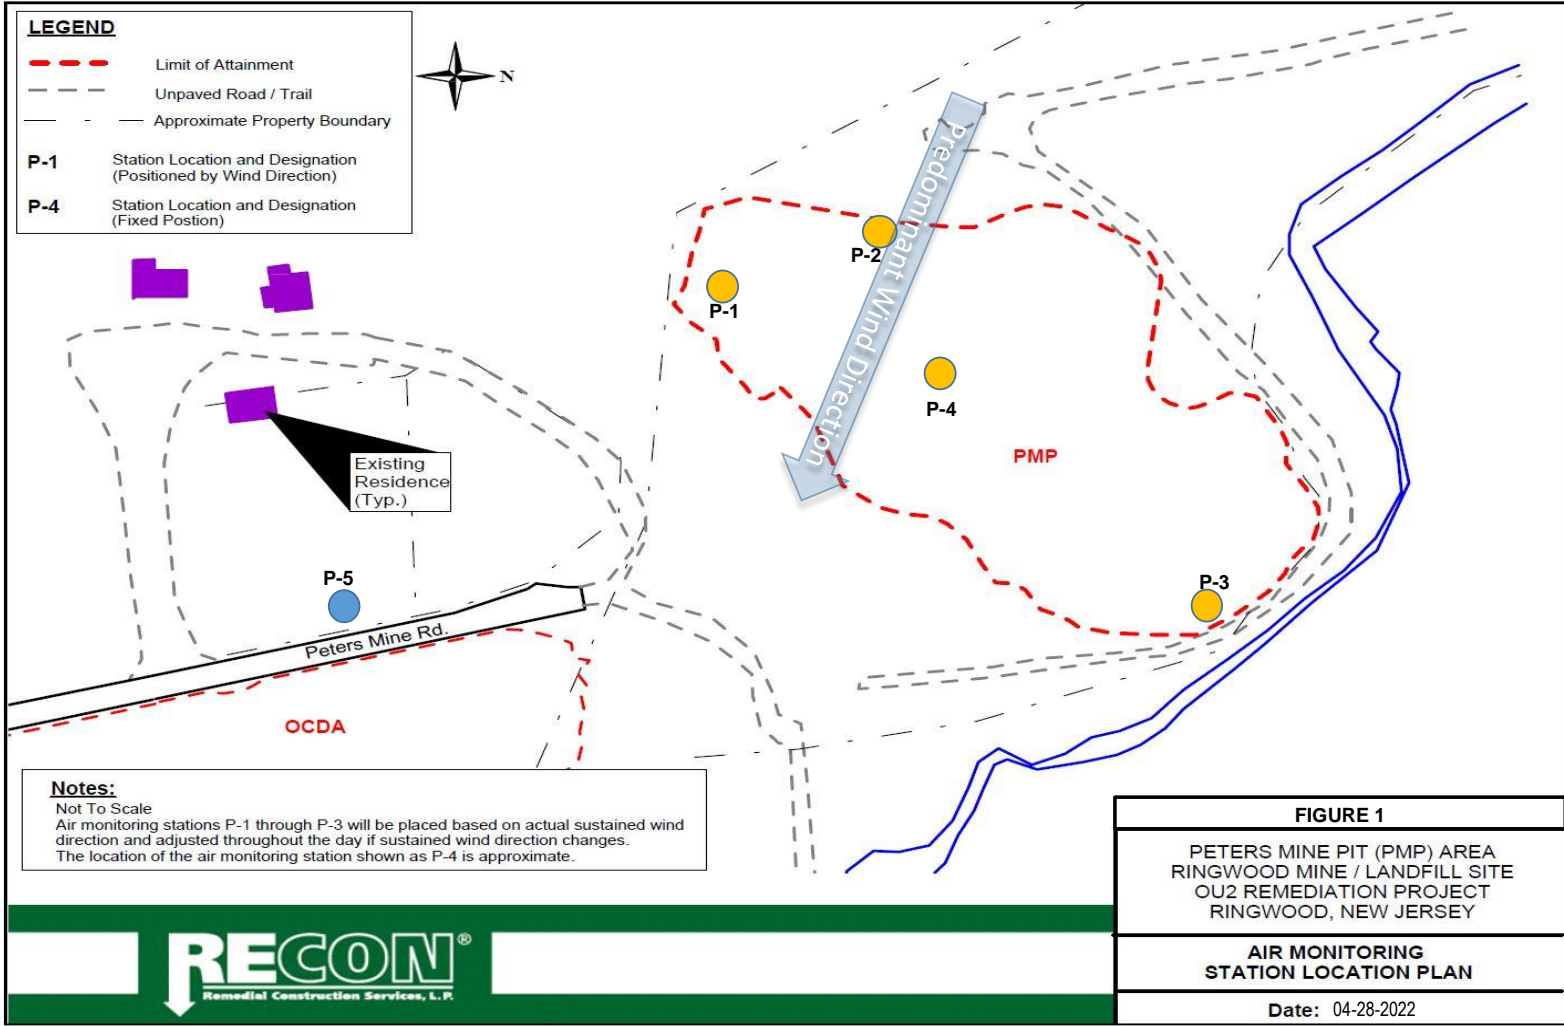 LEGEND
Limit of Attainment
Unpaved Road / Trail
Approximate Property Boundary
P-1 Station Location and Designation
(Positioned by Wind Direction)
P-4 Station Location and Designation
(Fixed Postion)
N
Predominant Wind Direction
P-2
P-1
P-4
PMP
Existing
Residence
(Typ.)
P-5
P-3
Peters Mine Rd.
OCDA
Notes:
Not To Scale
Air monitoring stations P-1 through P-3 will be placed based on actual sustained wind
direction and adjusted throughout the day if sustained wind direction changes.
The location of the air monitoring station shown as P-4 is approximate.
FIGURE 1
PETERS MINE PIT (PMP) AREA
RINGWOOD MINE / LANDFILL SITE
OU2 REMEDIATION PROJECT
RINGWOOD, NEW JERSEY
AIR MONITORING
STATION LOCATION PLAN
Date: 04-28-2022
RECON®
Remedial Construction Services, L.P.